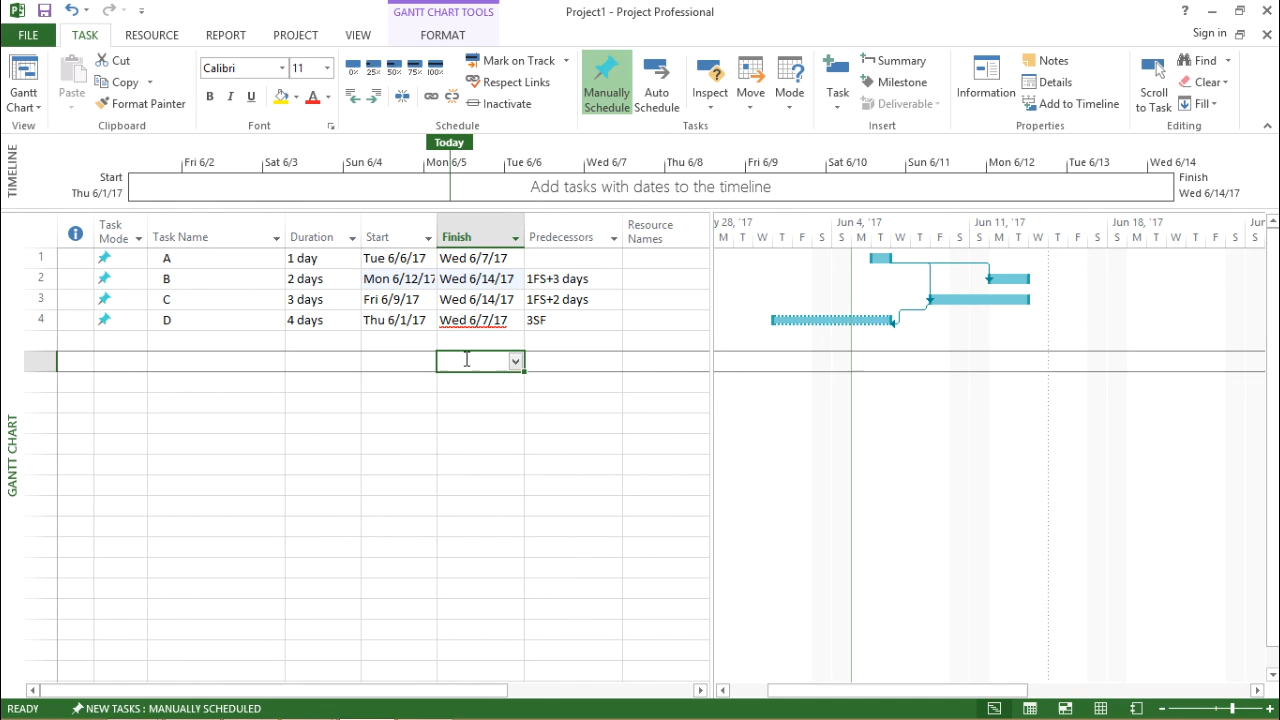 GANTT CHART TOOLS
Project1 - Project Professional
FILE TASK RESOURCE REPORT PROJECT VIEW FORMAT
Sign in
Gantt Chart
View
Paste
Cut
Copy
Format Painter
Clipboard
Calibri 11
B I U A
Font
0% 25% 50% 75% 100%
Mark on Track
Respect Links
Inactivate
Schedule
Manually Schedule
Auto Schedule
Inspect
Move
Mode
Tasks
Task
Summary
Milestone
Deliverable
Insert
Information
Notes
Details
Add to Timeline
Properties
Scroll to Task
Find
Clear
Fill
Editing
TIMELINE
Today
Fri 6/2 Sat 6/3 Sun 6/4 Mon 6/5 Tue 6/6 Wed 6/7 Thu 6/8 Fri 6/9 Sat 6/10 Sun 6/11 Mon 6/12 Tue 6/13 Wed 6/14
Start
Thu 6/1/17
Add tasks with dates to the timeline
Finish
Wed 6/14/17
GANTT CHART
Task Mode Task Name Duration Start Finish Predecessors Resource Names
1 A 1 day Tue 6/6/17 Wed 6/7/17
2 B 2 days Mon 6/12/17 Wed 6/14/17 1FS+3 days
3 C 3 days Fri 6/9/17 Wed 6/14/17 1FS+2 days
4 D 4 days Thu 6/1/17 Wed 6/7/17 3SF
y 28, '17 Jun 4, '17 Jun 11, '17 Jun 18, '17
M T W T F S S M T W T F S S M T W T F S S M T W T F S S
READY NEW TASKS : MANUALLY SCHEDULED